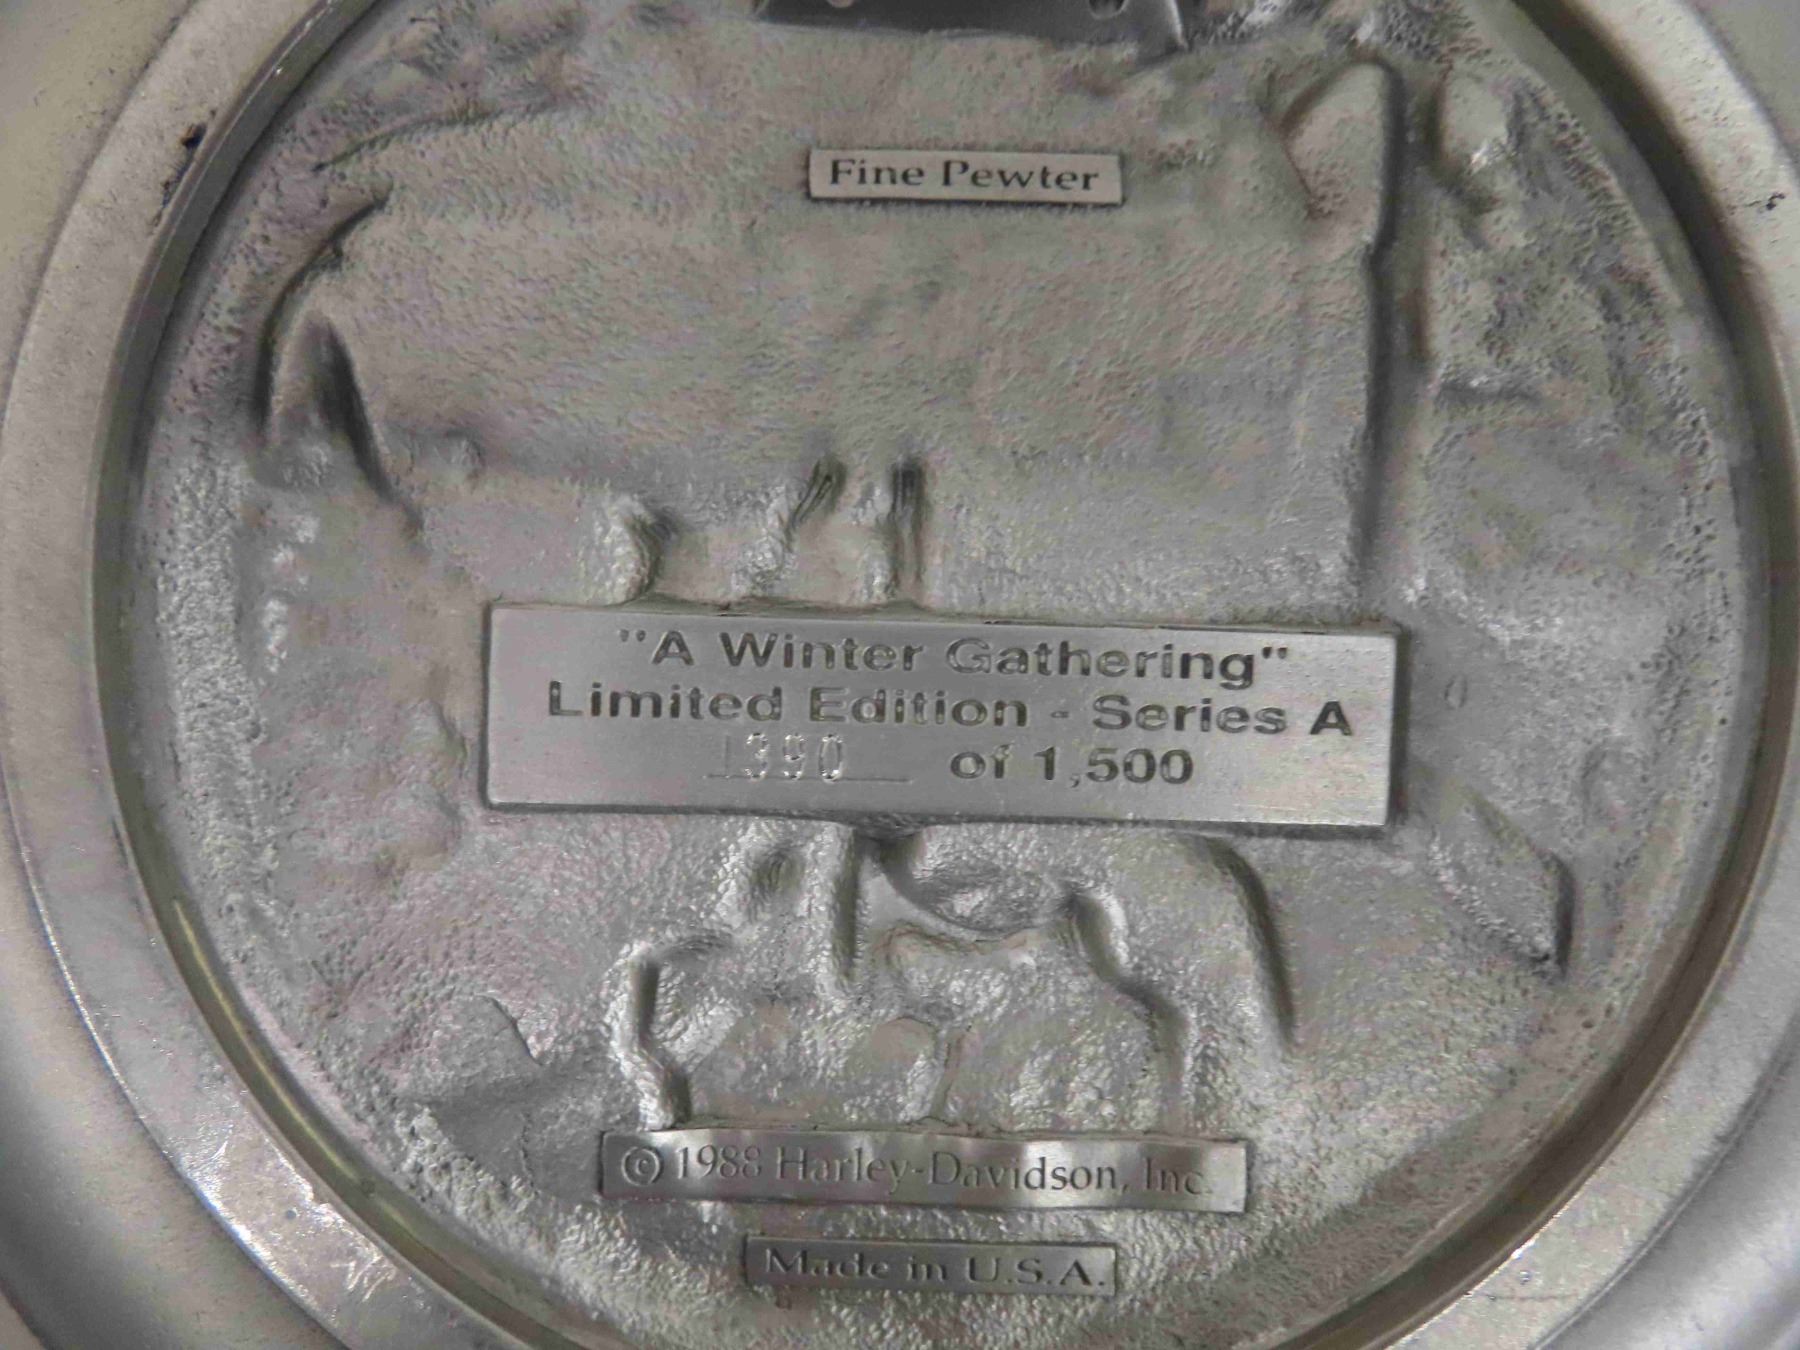 Fine Pewter
"A Winter Gathering"
Limited Edition - Series A
1390 of 1,500
© 1988 Harley-Davidson, Inc.
Made in U.S.A.